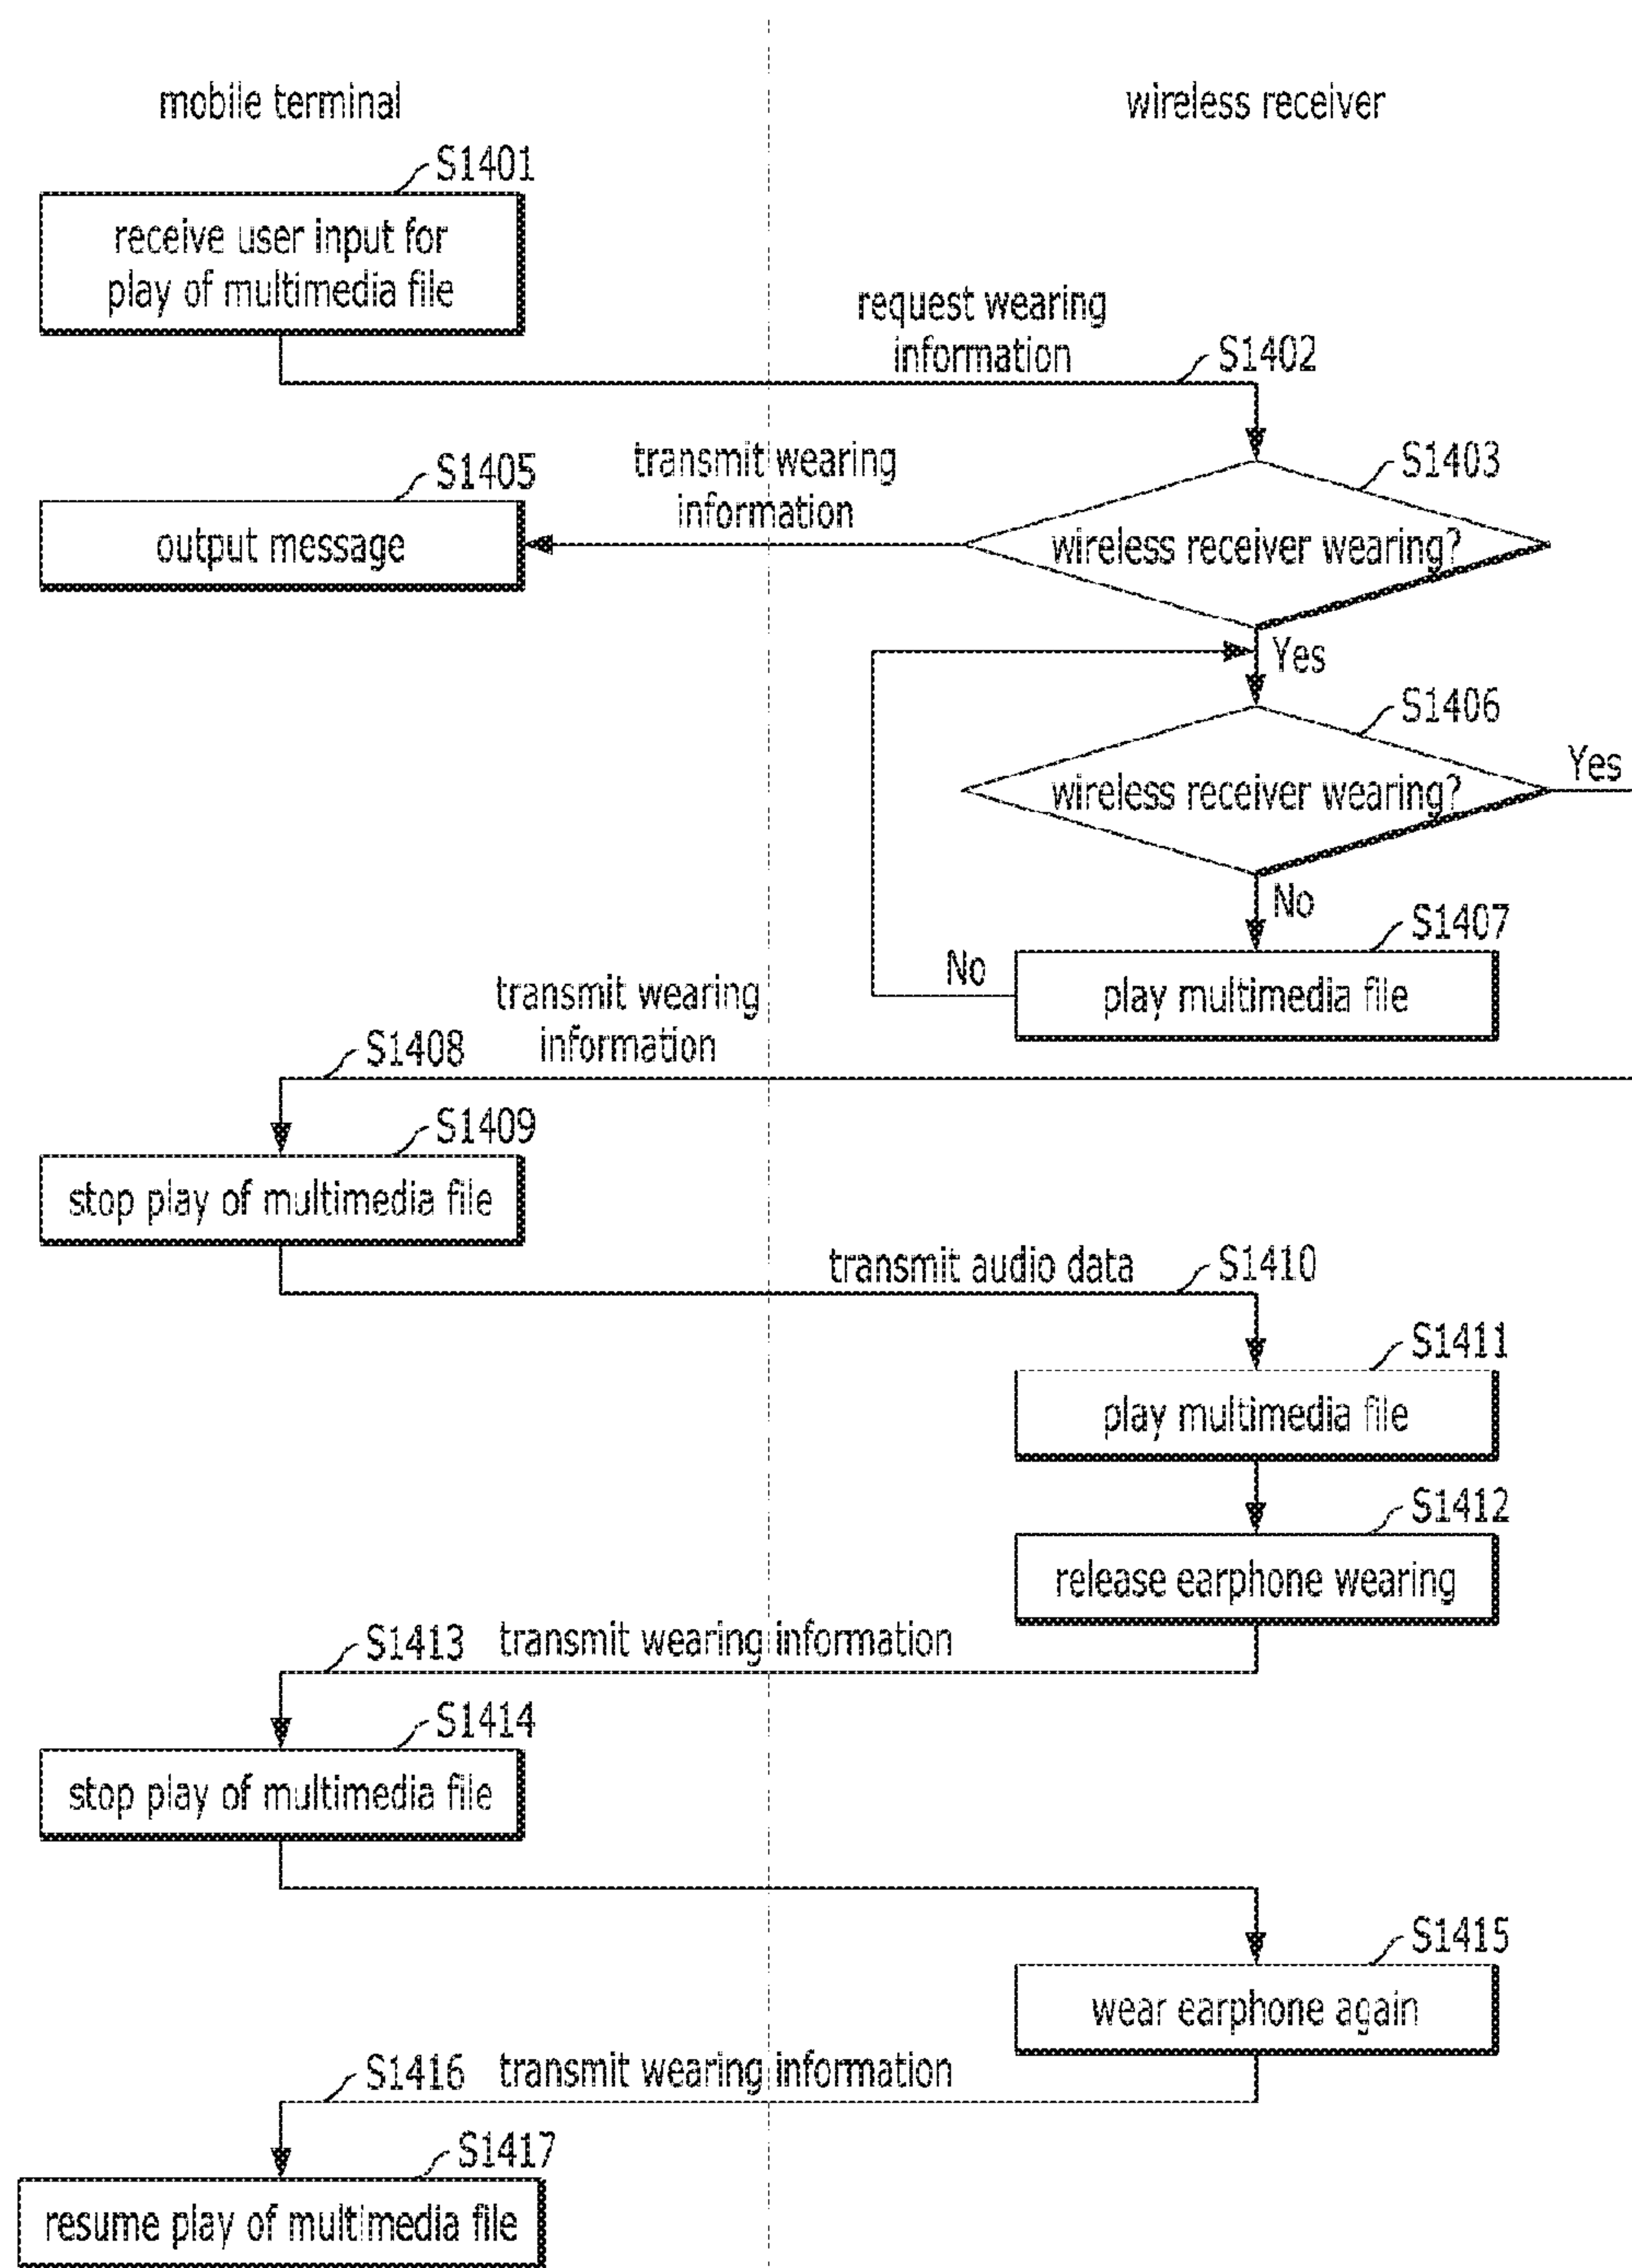 mobile terminal
wireless receiver
S1401
receive user input for
play of multimedia file
request wearing
information
S1402
S1403
transmit wearing
information
S1405
output message
wireless receiver wearing?
Yes
S1406
Yes
wireless receiver wearing?
No
S1407
No
play multimedia file
transmit wearing
information
S1408
S1409
stop play of multimedia file
transmit audio data
S1410
S1411
play multimedia file
S1412
release earphone wearing
S1413
transmit wearing information
S1414
stop play of multimedia file
S1415
wear earphone again
S1416
transmit wearing information
S1417
resume play of multimedia file